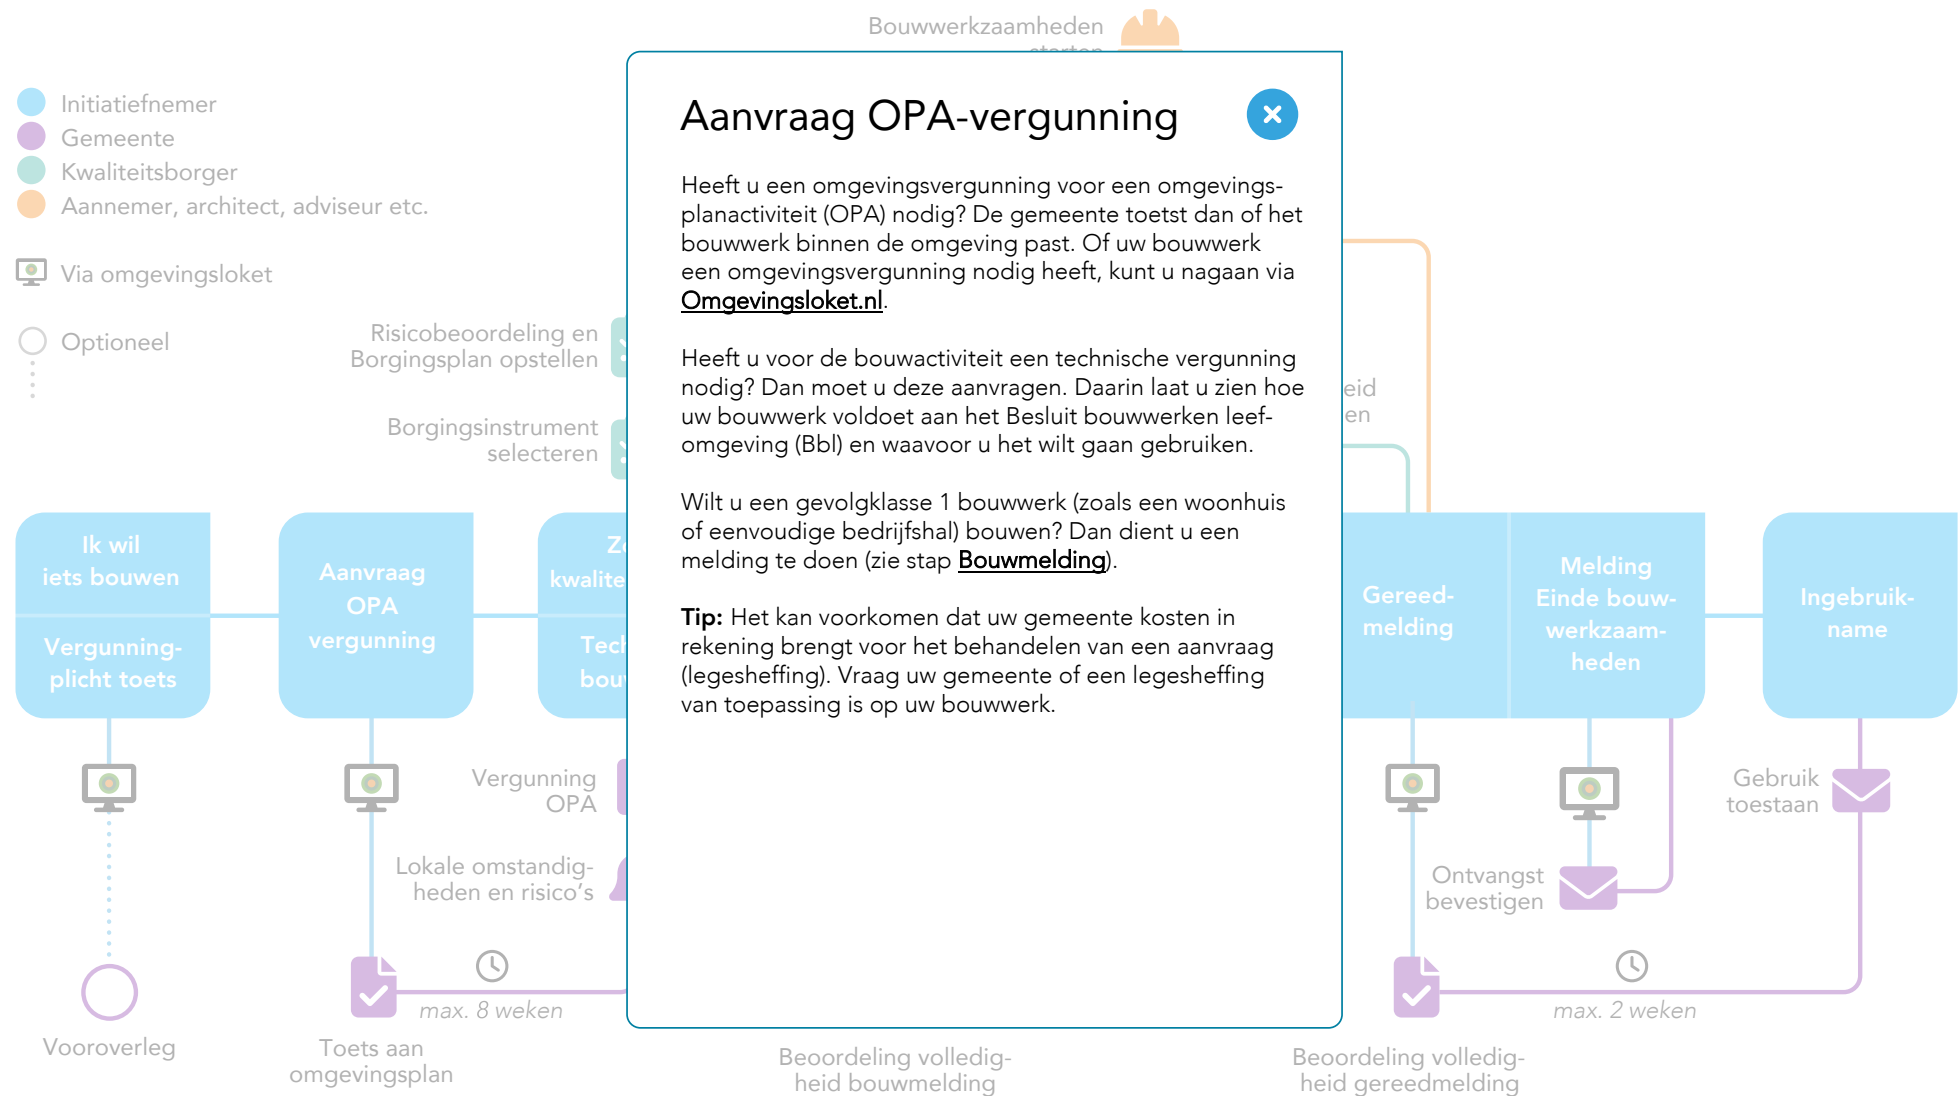 Bouwwerkzaamheden
starten
Initiatiefnemer
Gemeente
Kwaliteitsborger
Aannemer, architect, adviseur etc.
Via omgevingsloket
Optioneel
Risicobeoordeling en
Borgingsplan opstellen
Borgingsinstrument
selecteren
Aanvraag OPA-vergunning
Heeft u een omgevingsvergunning voor een omgevings-
planactiviteit (OPA) nodig? De gemeente toetst dan of het
bouwwerk binnen de omgeving past. Of uw bouwwerk
een omgevingsvergunning nodig heeft, kunt u nagaan via
Omgevingsloket.nl.
Heeft u voor de bouwactiviteit een technische vergunning
nodig? Dan moet u deze aanvragen. Daarin laat u zien hoe
uw bouwwerk voldoet aan het Besluit bouwwerken leef-
omgeving (Bbl) en waavoor u het wilt gaan gebruiken.
Wilt u een gevolgklasse 1 bouwwerk (zoals een woonhuis
of eenvoudige bedrijfshal) bouwen? Dan dient u een
melding te doen (zie stap Bouwmelding).
Tip: Het kan voorkomen dat uw gemeente kosten in
rekening brengt voor het behandelen van een aanvraag
(legesheffing). Vraag uw gemeente of een legesheffing
van toepassing is op uw bouwwerk.
eid
en
Ik wil
iets bouwen
Vergunning-
plicht toets
Aanvraag
OPA
vergunning
kwalite
Tech
bou
Gereed-
melding
Melding
Einde bouw-
werkzaam-
heden
Ingebruik-
name
Vergunning
OPA
Lokale omstandig-
heden en risico's
Gebruik
toestaan
Ontvangst
bevestigen
max. 8 weken
max. 2 weken
Vooroverleg
Toets aan
omgevingsplan
Beoordeling volledig-
heid bouwmelding
Beoordeling volledig-
heid gereedmelding